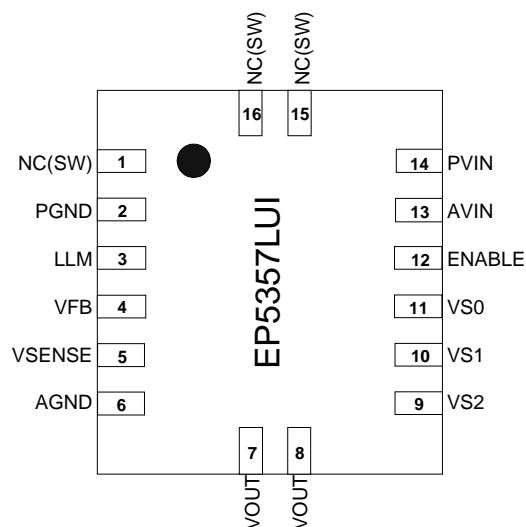 NC(SW)
NC(SW)
16
15
NC(SW)
1
14
PVIN
PGND
2
13
AVIN
LLM
3
12
ENABLE
VFB
4
11
VS0
VSENSE
5
10
VS1
AGND
6
9
VS2
EP5357LUI
7
8
VOUT
VOUT